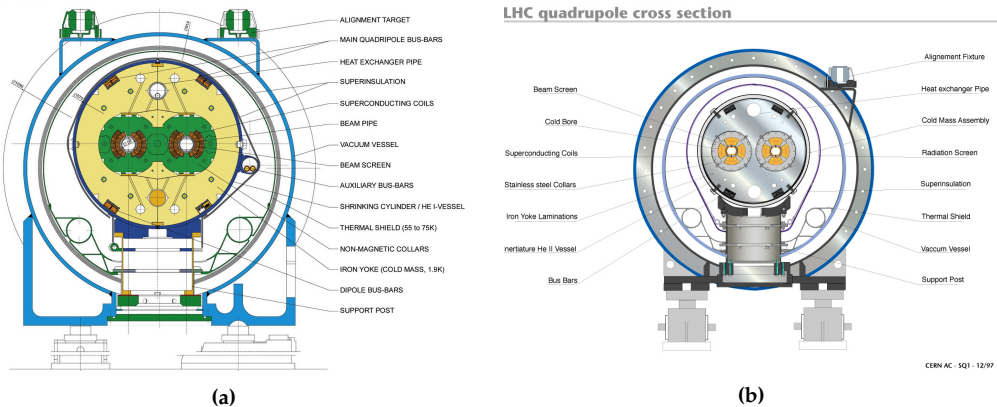 ALIGNMENT TARGET
MAIN QUADRIPOLE BUS-BARS
HEAT EXCHANGER PIPE
SUPERINSULATION
SUPERCONDUCTING COILS
BEAM PIPE
VACUUM VESSEL
BEAM SCREEN
AUXILIARY BUS-BARS
SHRINKING CYLINDER / HE I-VESSEL
THERMAL SHIELD (55 to 75K)
NON-MAGNETIC COLLARS
IRON YOKE (COLD MASS, 1.9K)
DIPOLE BUS-BARS
SUPPORT POST
(a)
LHC quadrupole cross section
Beam Screen
Cold Bore
Superconducting Coils
Stainless steel Collars
Iron Yoke Laminations
nertiature He II Vessel
Bus Bars
Alignement Fixture
Heat exchanger Pipe
Cold Mass Assembly
Radiation Screen
Superinsulation
Thermal Shield
Vaccum Vessel
Support Post
CERN AC - SQ1 - 12/97
(b)